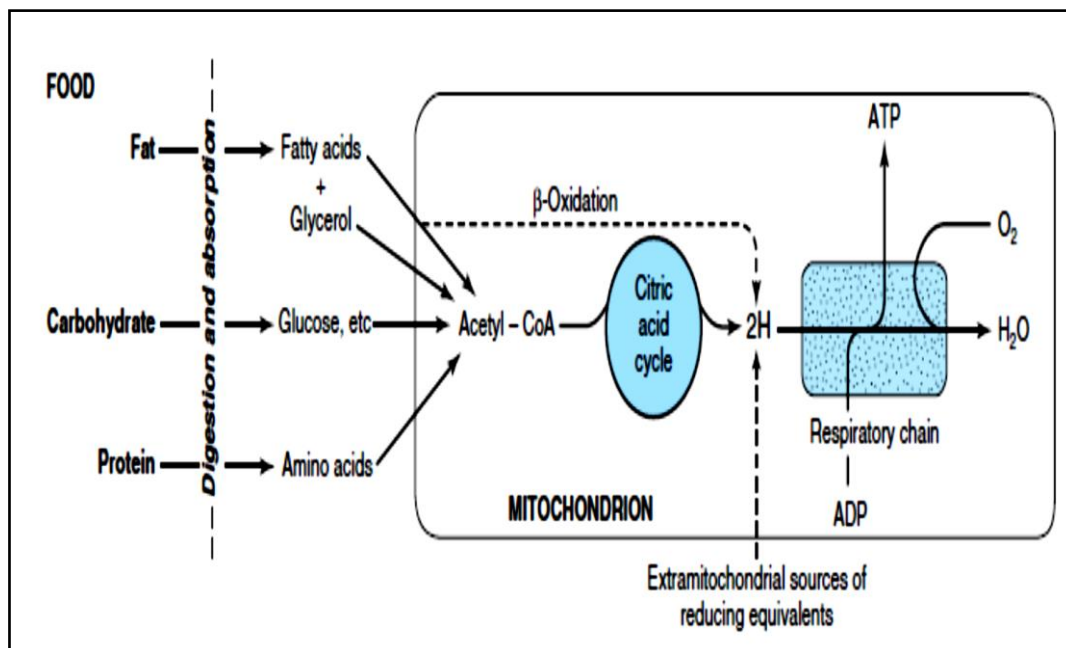 FOOD
Fat
Digestion and absorption
Fatty acids
+
Glycerol
Carbohydrate
Glucose, etc
Protein
Amino acids
β-Oxidation
Acetyl – CoA
Citric
acid
cycle
2H
ATP
O₂
H₂O
Respiratory chain
ADP
MITOCHONDRION
Extramitochondrial sources of
reducing equivalents